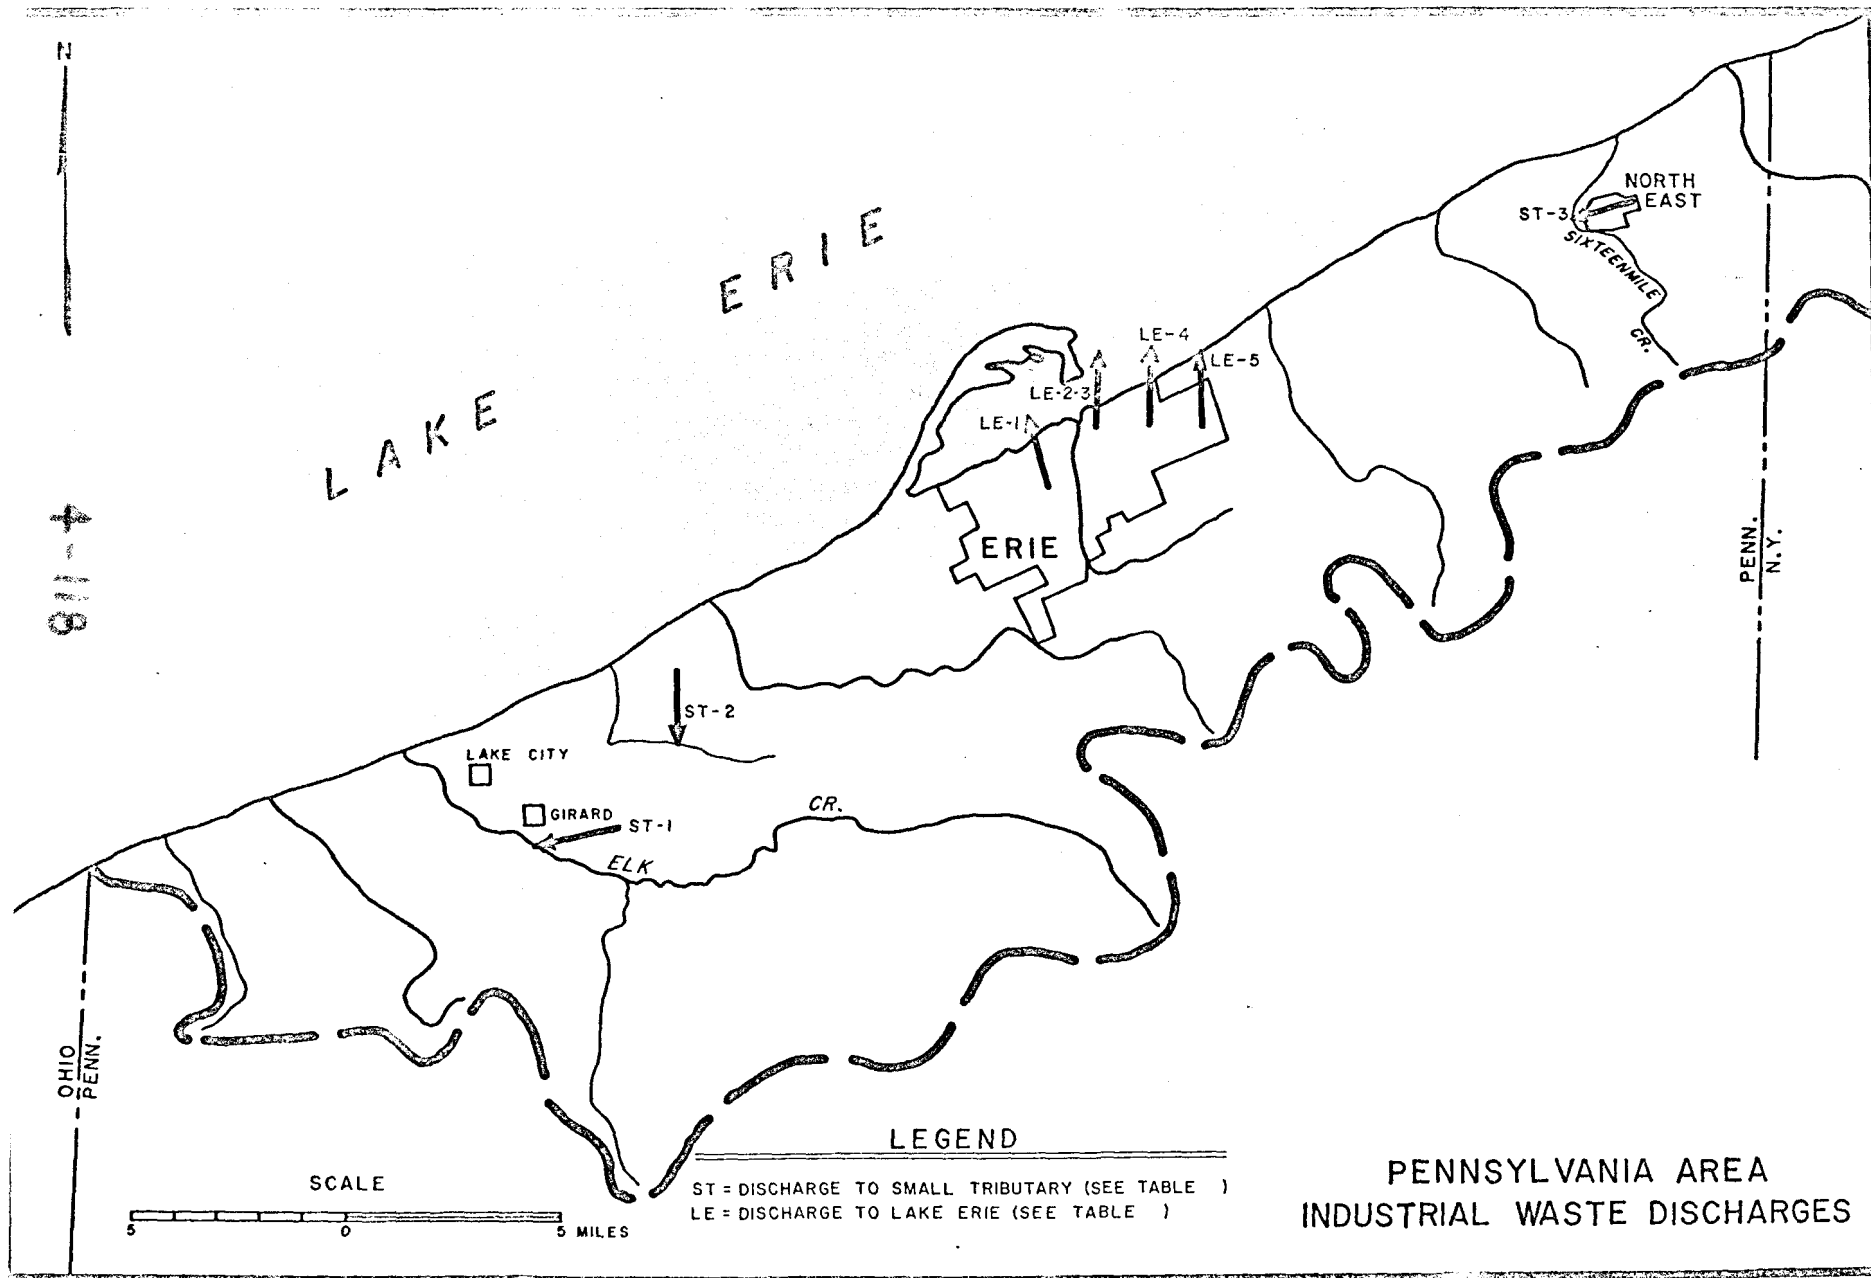 N
LAKE ERIE
4-118
NORTH
EAST
ST-3
SIXTEENMILE CR.
LE-4
LE-5
LE-2-3
LE-1
ERIE
PENN.
N.Y.
ST-2
LAKE CITY
GIRARD
ST-1
ELK CR.
OHIO
PENN.
SCALE
5 0 5 MILES
LEGEND
ST = DISCHARGE TO SMALL TRIBUTARY (SEE TABLE )
LE = DISCHARGE TO LAKE ERIE (SEE TABLE )
PENNSYLVANIA AREA
INDUSTRIAL WASTE DISCHARGES